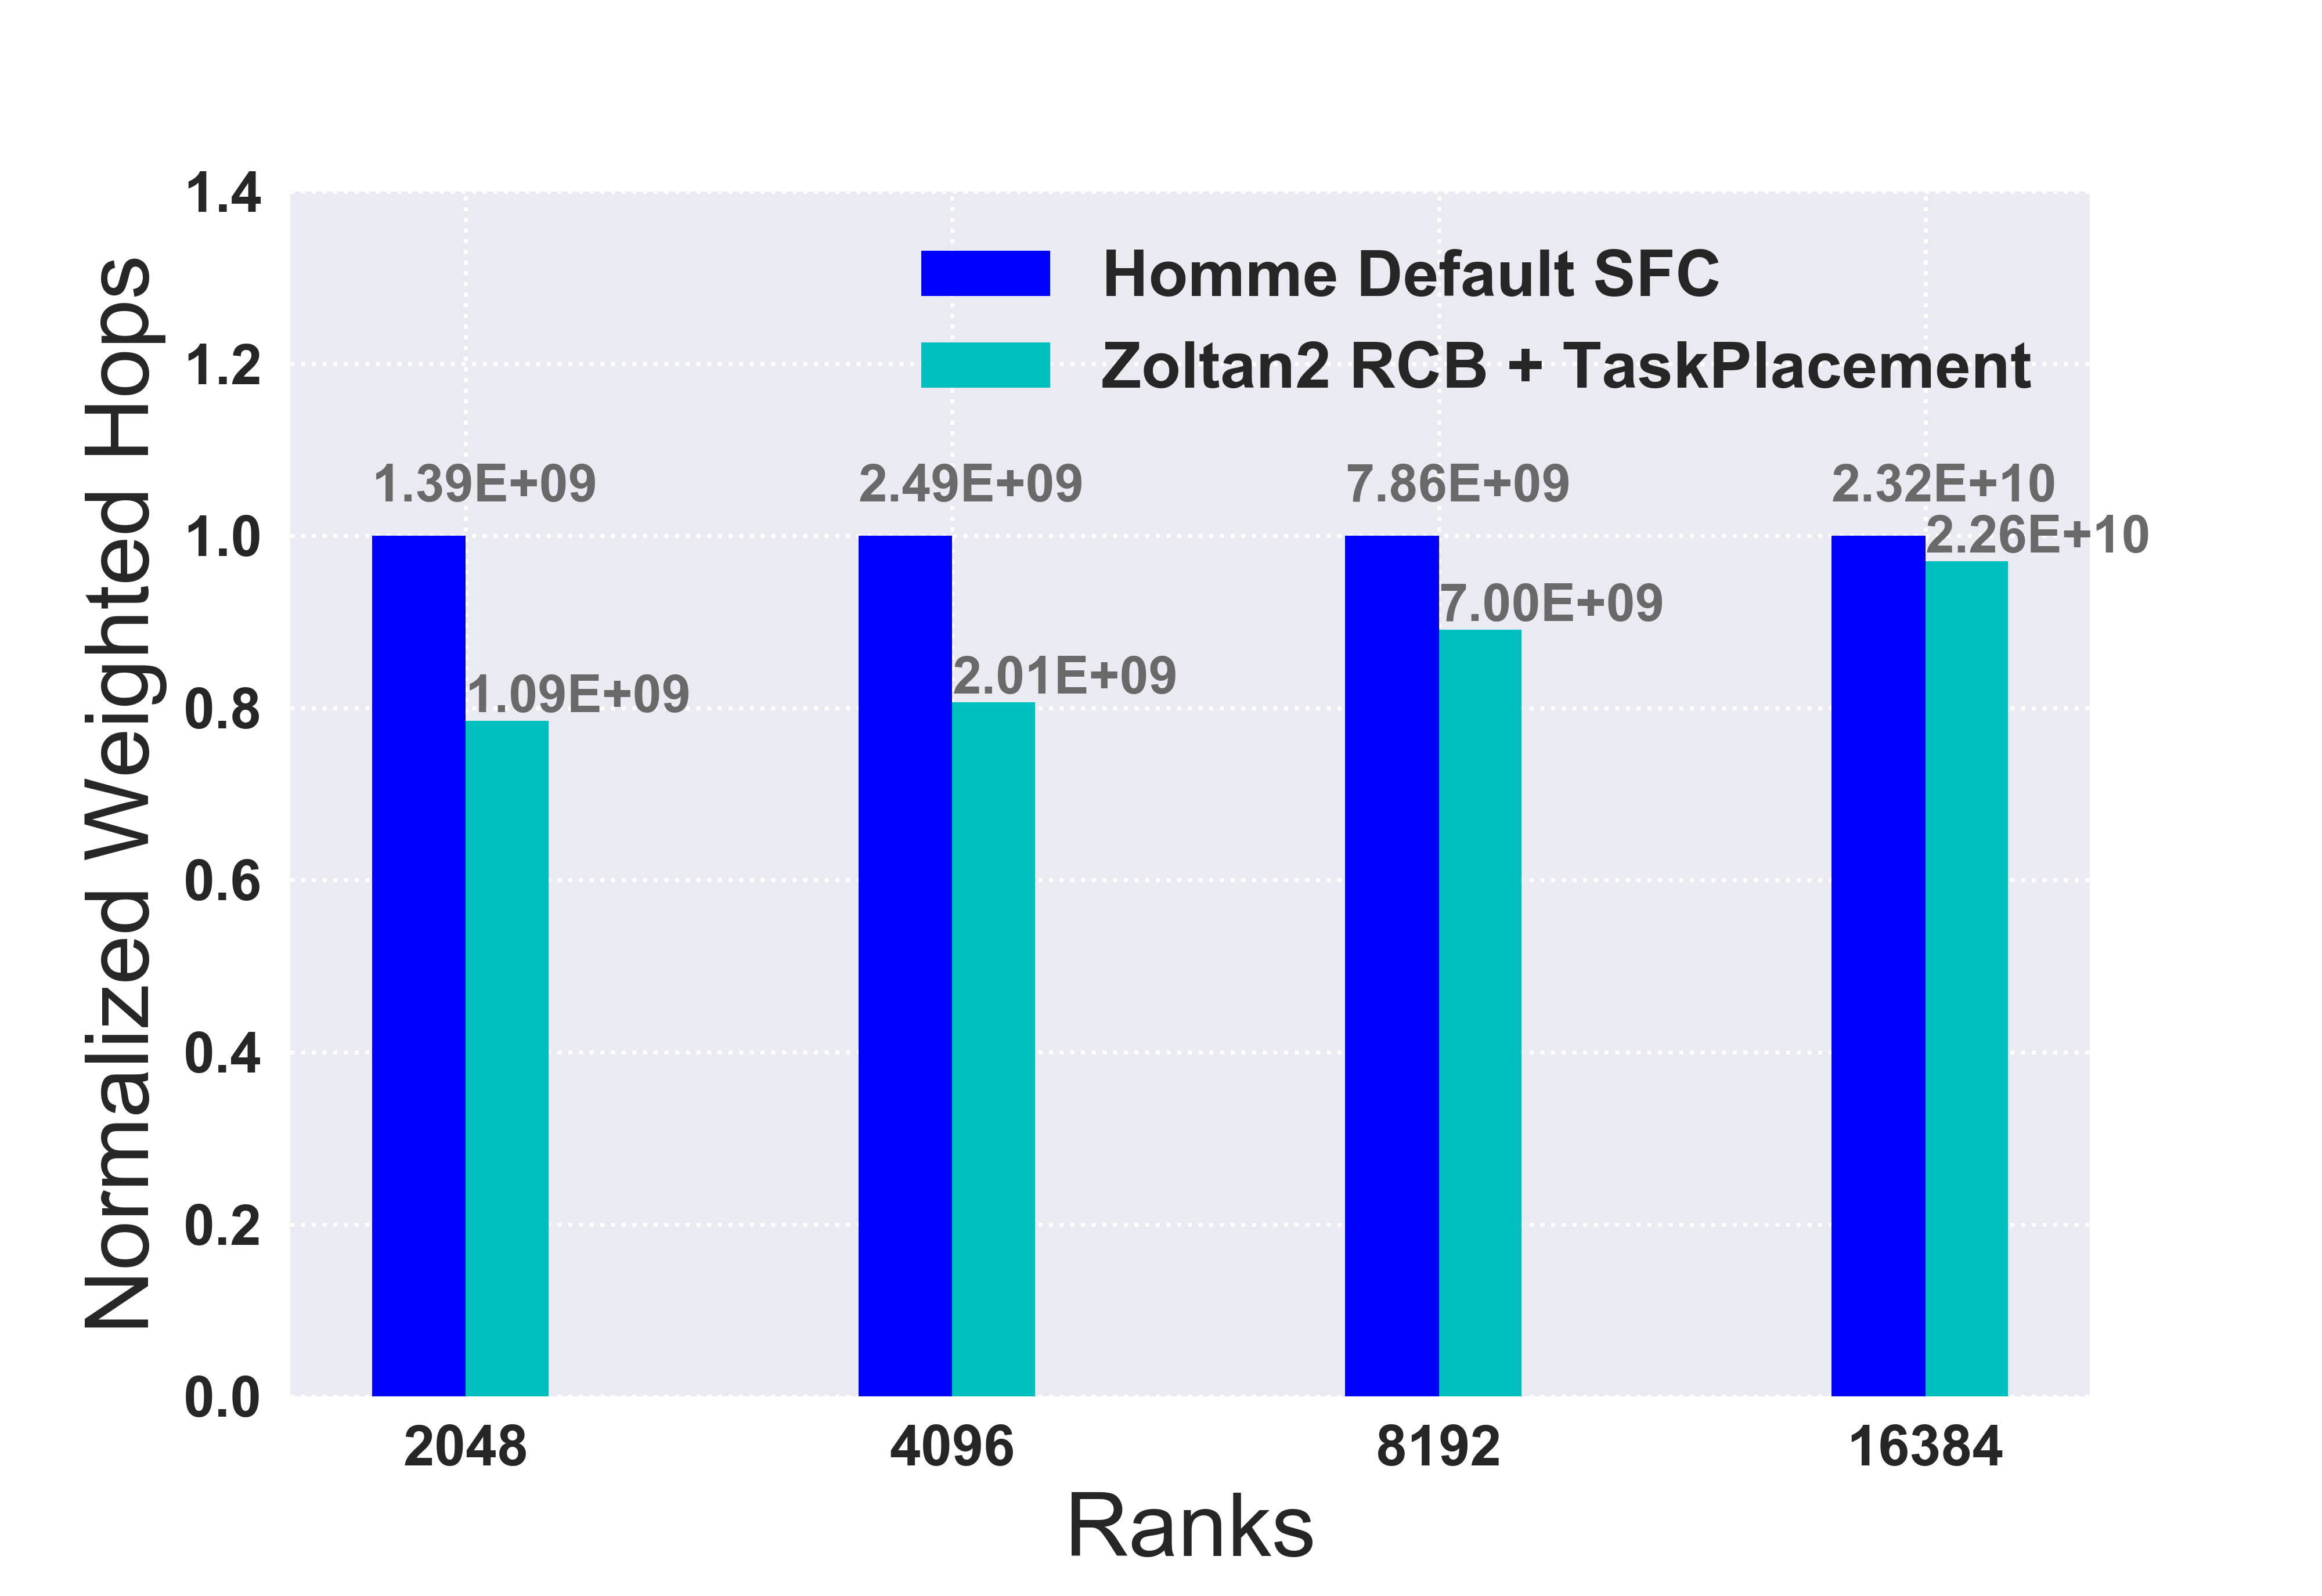 Normalized Weighted Hops
1.4
1.2
1.0
0.8
0.6
0.4
0.2
0.0
Homme Default SFC
Zoltan2 RCB + TaskPlacement
1.39E+09
2.49E+09
7.86E+09
2.32E+10
1.09E+09
2.01E+09
7.00E+09
2.26E+10
2048
4096
8192
16384
Ranks